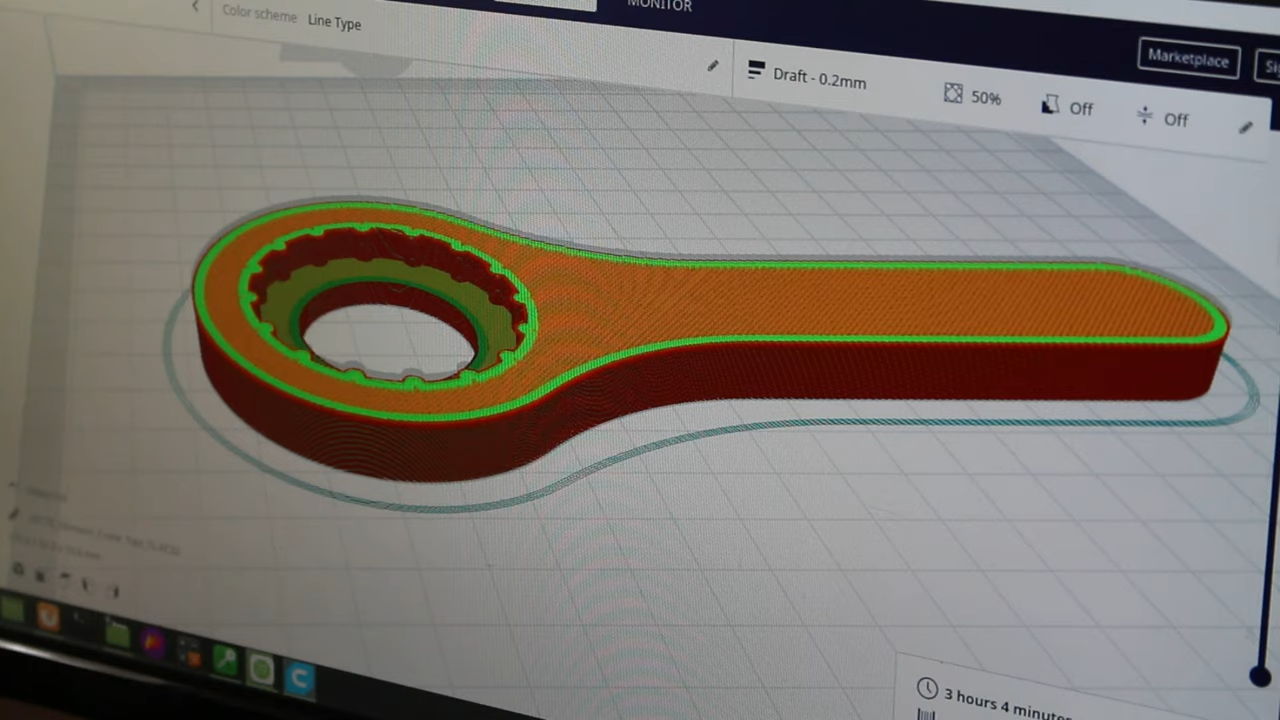 MONITOR
Color scheme Line Type
Marketplace
Draft - 0.2mm
50%
Off
Off
3 hours 4 minutes